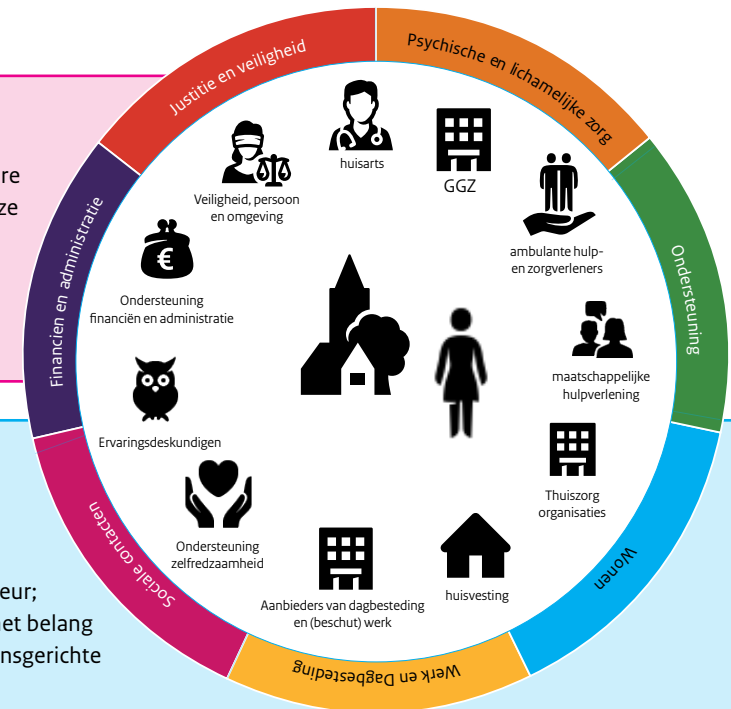 Justitie en veiligheid
Psychische en lichamelijke zorg
Ondersteuning
Wonen
Werk en Dagbesteding
Sociale contacten
Financien en administratie
huisarts
GGZ
ambulante hulp-
en zorgverleners
maatschappelijke
hulpverlening
Thuiszorg
organisaties
huisvesting
Aanbieders van dagbesteding
en (beschut) werk
Ondersteuning
zelfredzaamheid
Ervaringsdeskundigen
€
Ondersteuning
financiën en administratie
Veiligheid, persoon
en omgeving
re
ze
eur;
het belang
nsgerichte